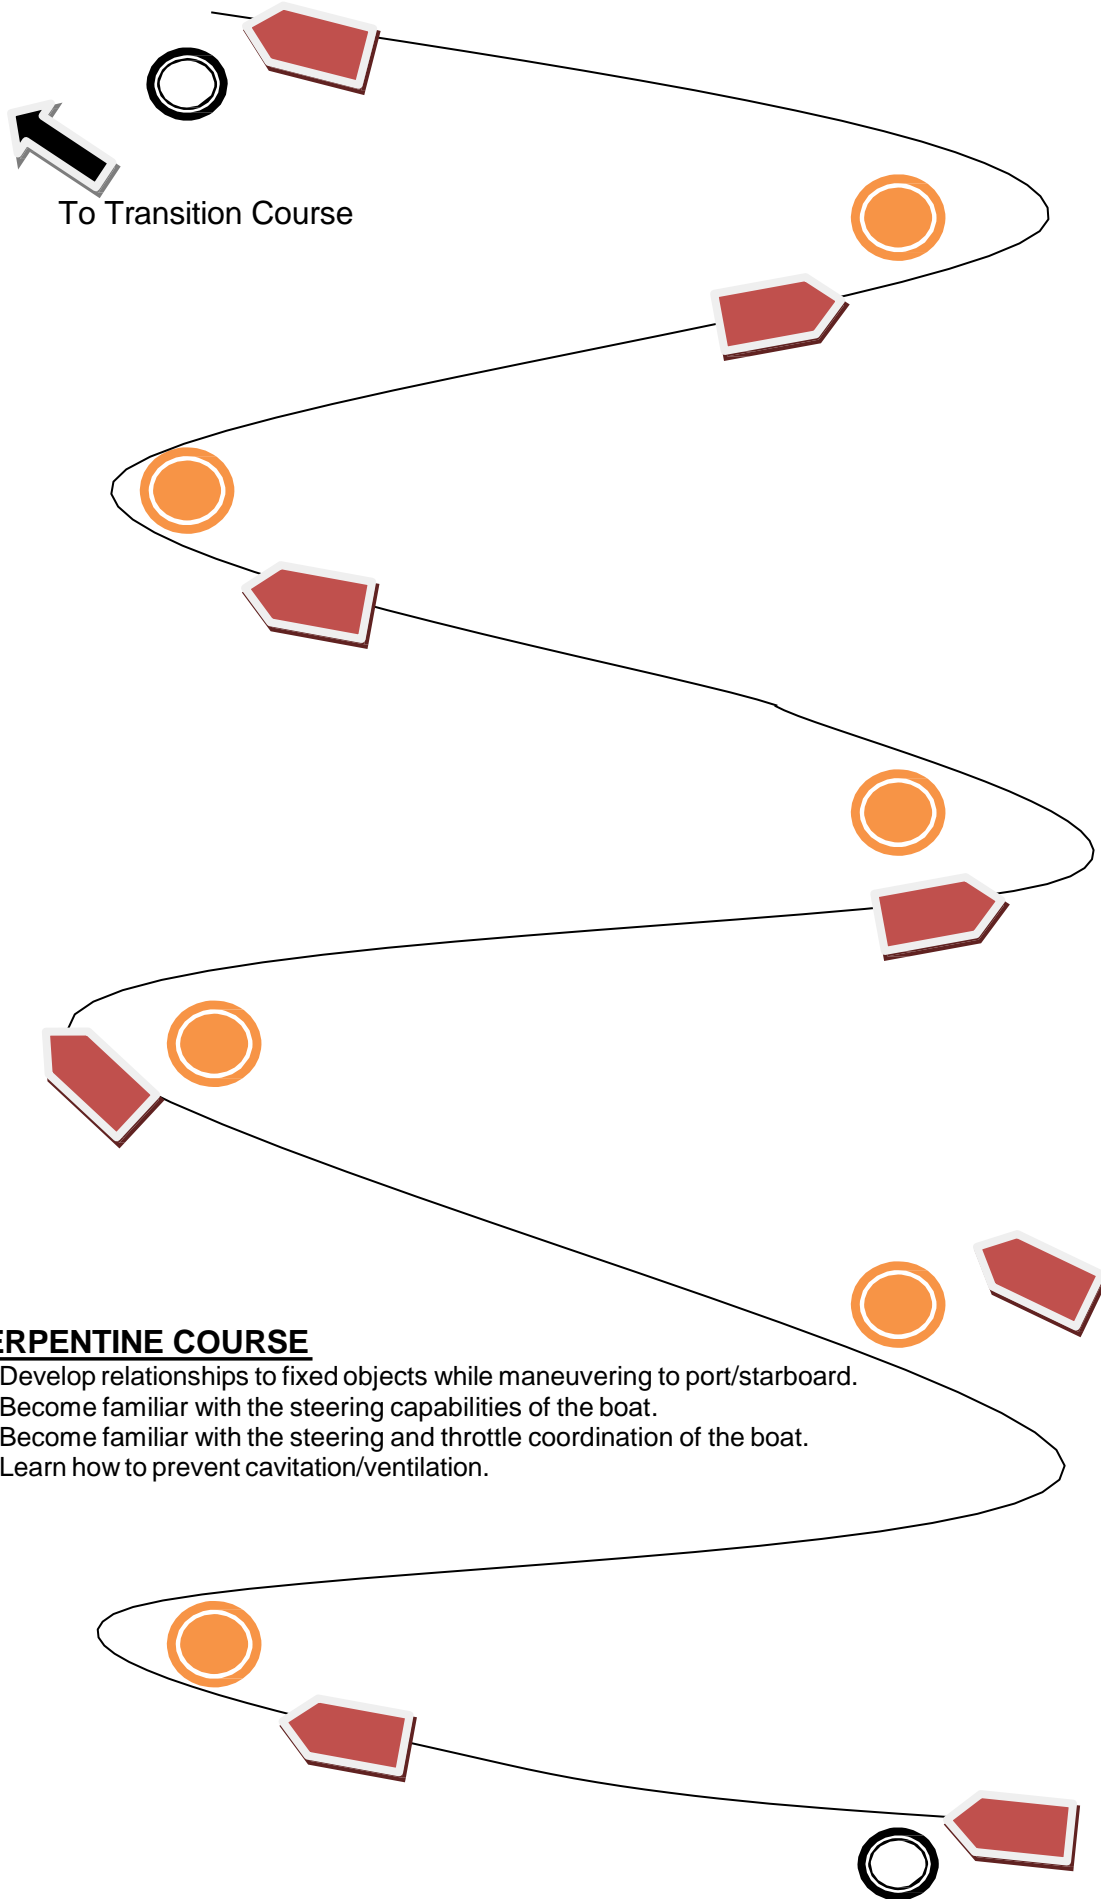 To Transition Course
ERPENTINE COURSE
Develop relationships to fixed objects while maneuvering to port/starboard.
Become familiar with the steering capabilities of the boat.
Become familiar with the steering and throttle coordination of the boat.
Learn how to prevent cavitation/ventilation.